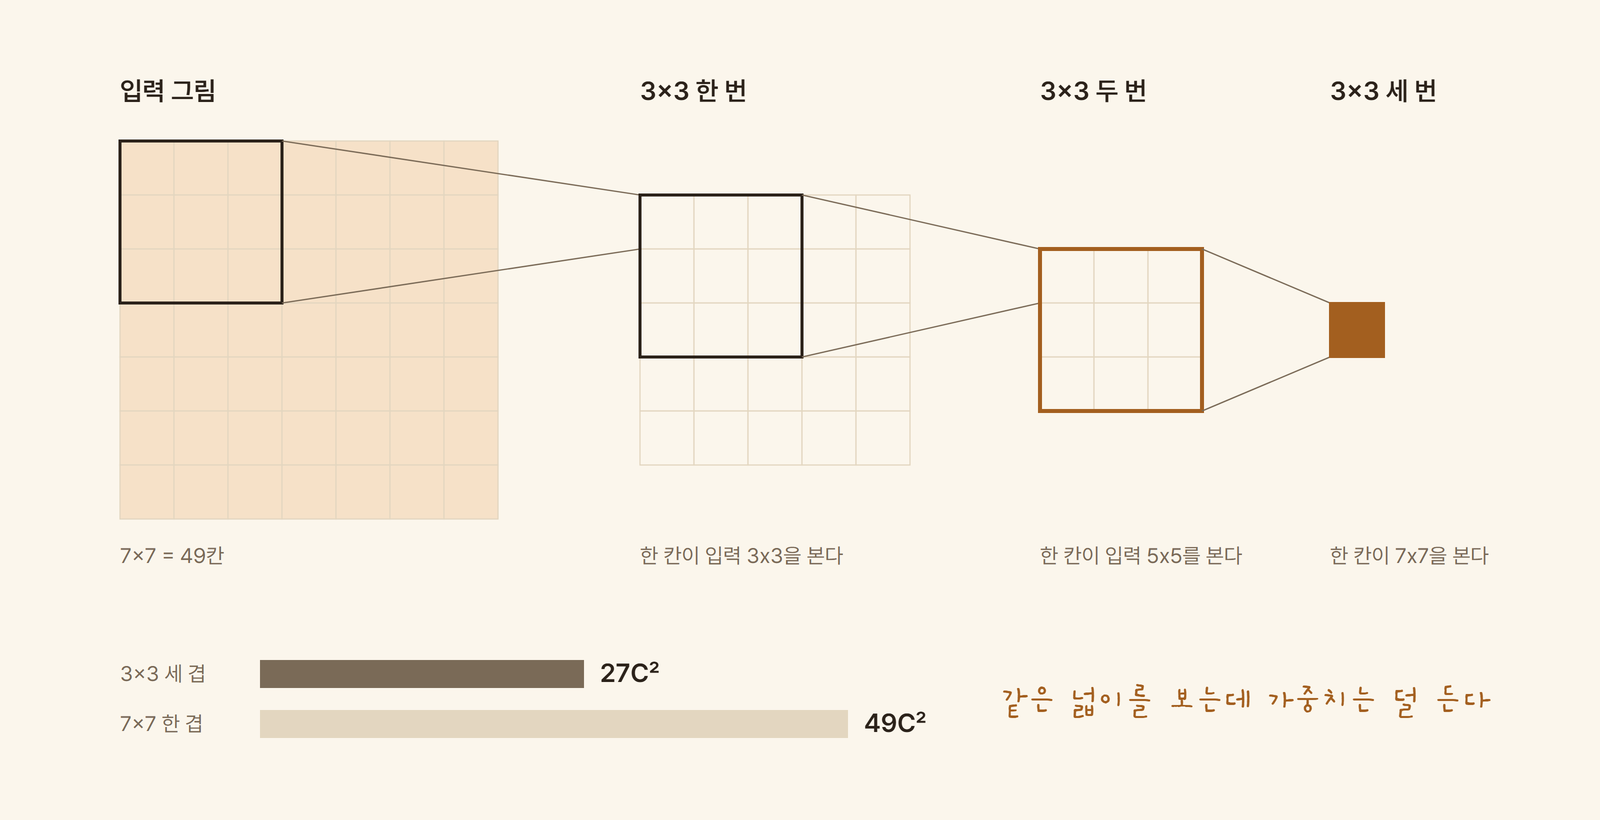 입력 그림
3×3 한 번
3×3 두 번
3×3 세 번
7×7 = 49칸
한 칸이 입력 3x3을 본다
한 칸이 입력 5x5를 본다
한 칸이 7x7을 본다
3×3 세 겹
27C²
7×7 한 겹
49C²
같은 넓이를 보는데 가중치는 덜 든다